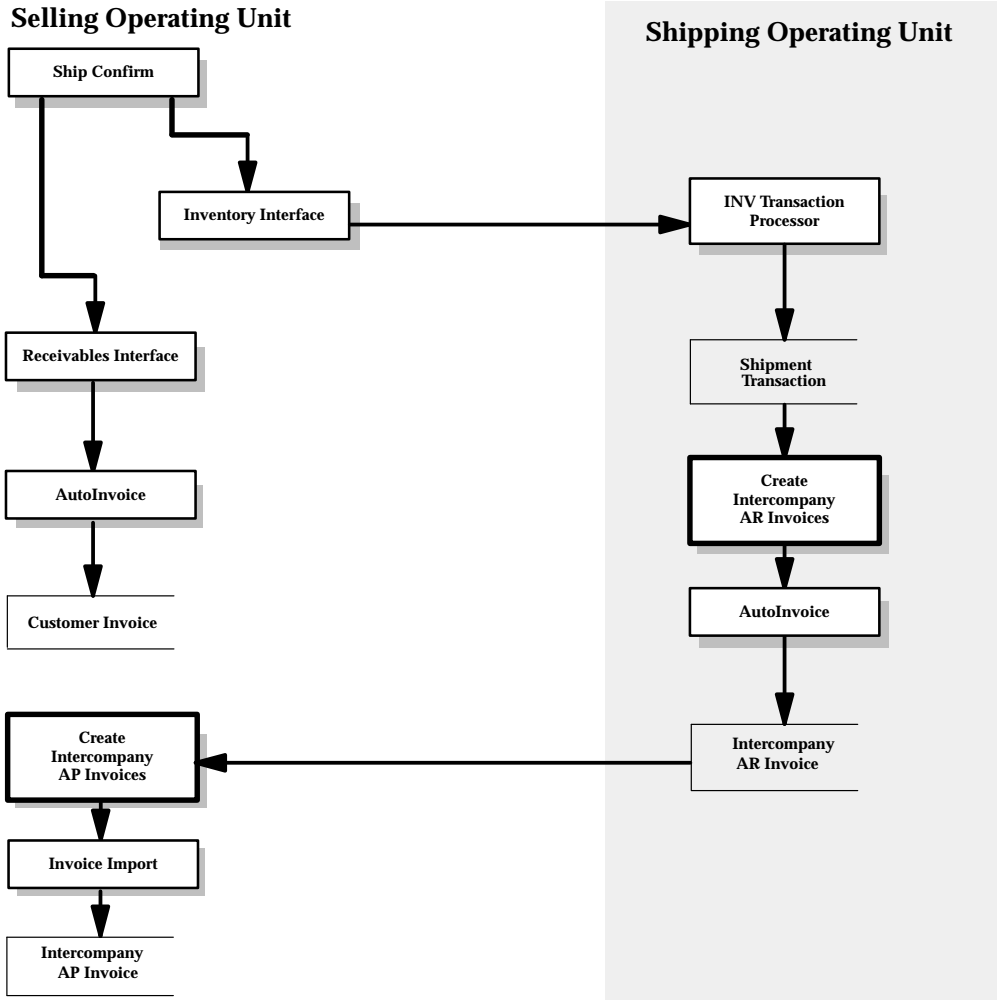 Selling Operating Unit
Shipping Operating Unit
Ship Confirm
Inventory Interface
INV Transaction
Processor
Receivables Interface
Shipment
Transaction
AutoInvoice
Create
Intercompany
AR Invoices
Customer Invoice
AutoInvoice
Create
Intercompany
AP Invoices
Intercompany
AR Invoice
Invoice Import
Intercompany
AP Invoice